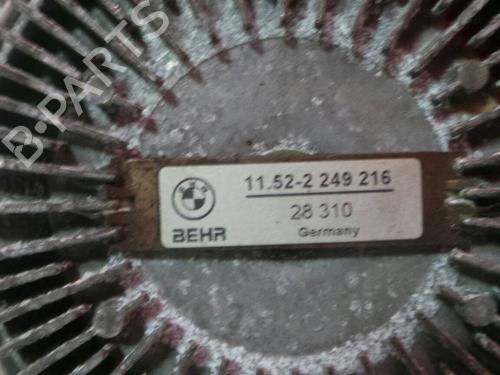 B-PARTS
11.52-2 249 216
28 310
BEHR
Germany